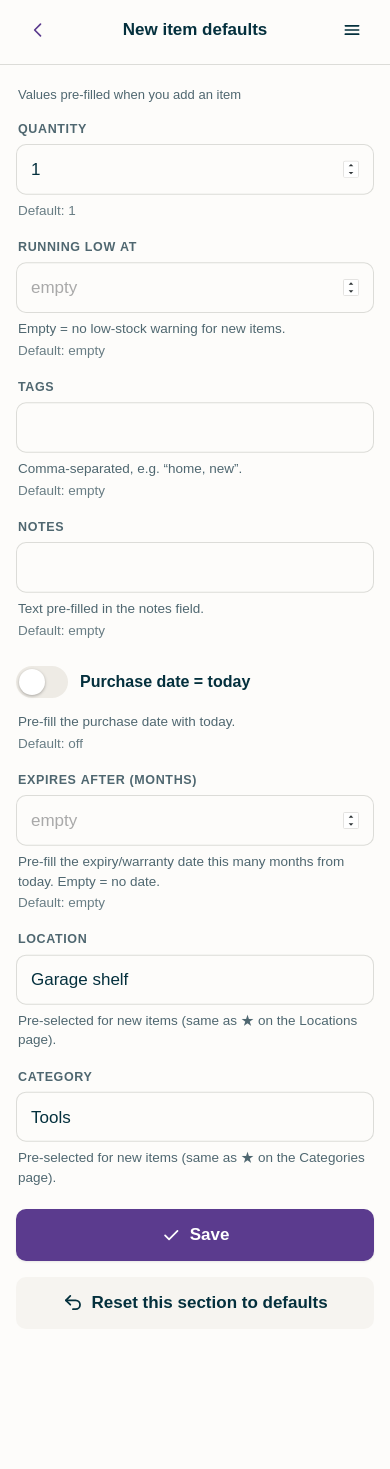 New item defaults
Values pre-filled when you add an item
QUANTITY
1
Default: 1
RUNNING LOW AT
empty
Empty = no low-stock warning for new items.
Default: empty
TAGS
Comma-separated, e.g. “home, new”.
Default: empty
NOTES
Text pre-filled in the notes field.
Default: empty
Purchase date = today
Pre-fill the purchase date with today.
Default: off
EXPIRES AFTER (MONTHS)
empty
Pre-fill the expiry/warranty date this many months from
today. Empty = no date.
Default: empty
LOCATION
Garage shelf
Pre-selected for new items (same as ★ on the Locations
page).
CATEGORY
Tools
Pre-selected for new items (same as ★ on the Categories
page).
Save
Reset this section to defaults